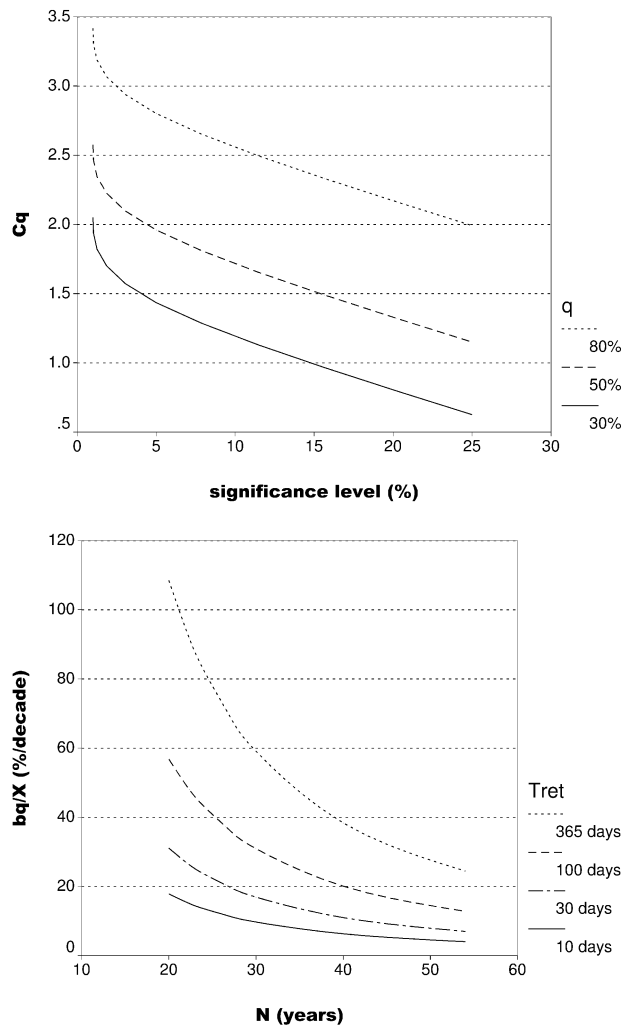 3.5
3.0
2.5
2.0
1.5
1.0
.5
Cq
0 5 10 15 20 25 30
significance level (%)
q
80%
50%
30%
120
100
80
60
40
20
0
bq/X (%/decade)
10 20 30 40 50 60
N (years)
Tret
365 days
100 days
30 days
10 days